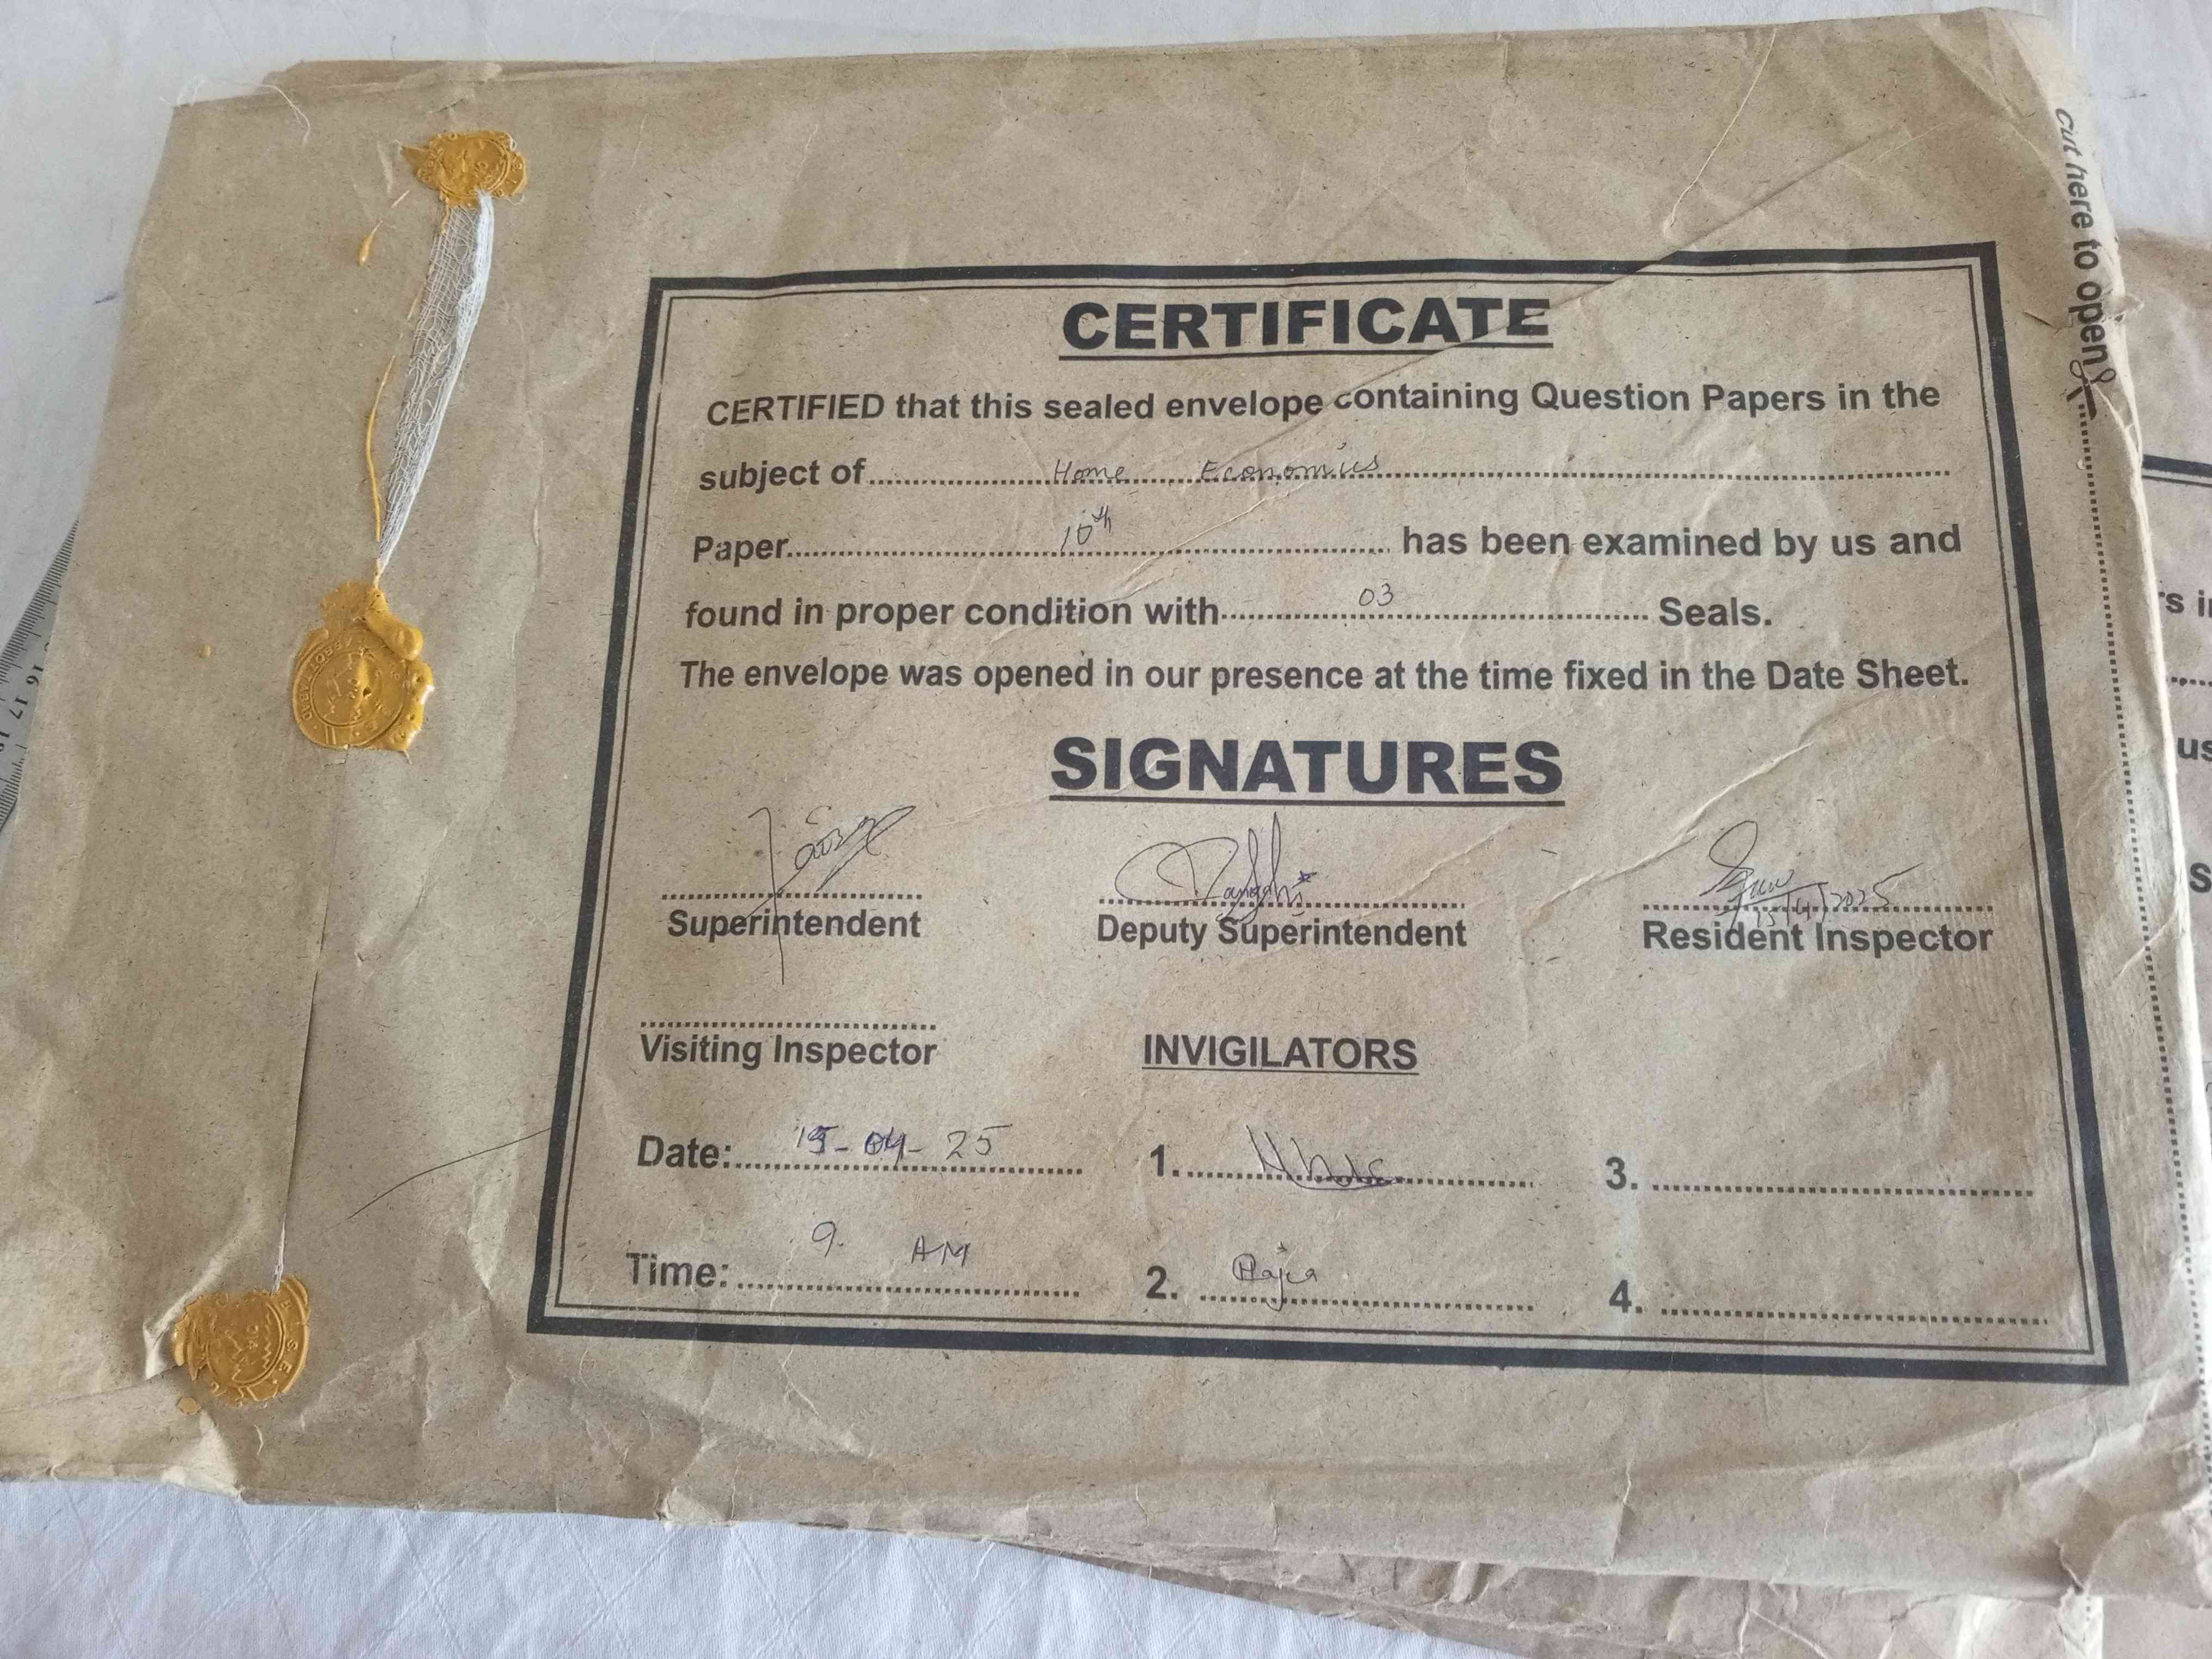 cut here to open
CERTIFICATE
CERTIFIED that this sealed envelope containing Question Papers in the
subject of Home Economics
Paper 10th has been examined by us and
found in proper condition with 03 Seals.
The envelope was opened in our presence at the time fixed in the Date Sheet.
SIGNATURES
Superintendent Deputy Superintendent Resident Inspector
Visiting Inspector INVIGILATORS
Date: 15-04-25 1. 3.
Time: 9. AM 2. 4.
16 17